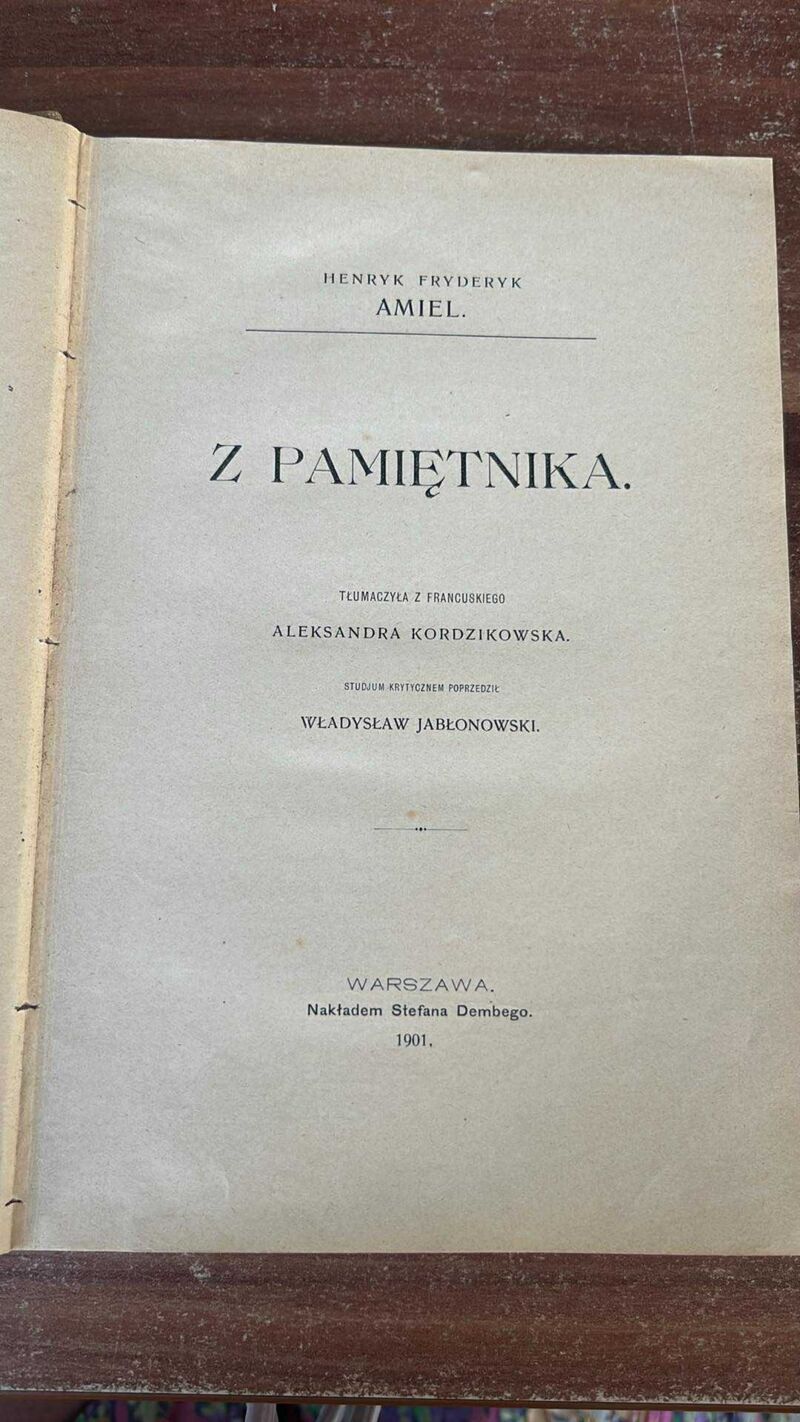 HENRYK FRYDERYK
AMIEL.
Z PAMIĘTNIKA.
TŁUMACZYŁA Z FRANCUSKIEGO
ALEKSANDRA KORDZIKOWSKA.
STUDJUM KRYTYCZNEM POPRZEDZIŁ
WŁADYSŁAW JABŁONOWSKI.
WARSZAWA.
Nakładem Stefana Dembego.
1901.